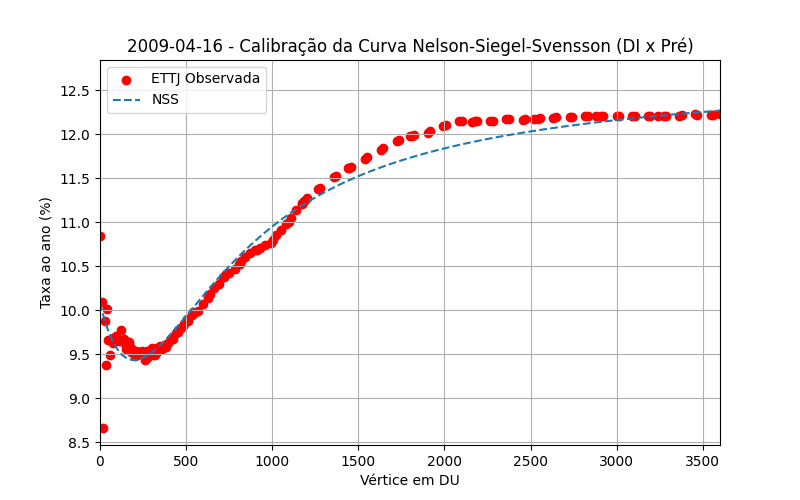 2009-04-16 - Calibração da Curva Nelson-Siegel-Svensson (DI x Pré)
ETTJ Observada
NSS
Taxa ao ano (%)
12.5
12.0
11.5
11.0
10.5
10.0
9.5
9.0
8.5
0 500 1000 1500 2000 2500 3000 3500
Vértice em DU